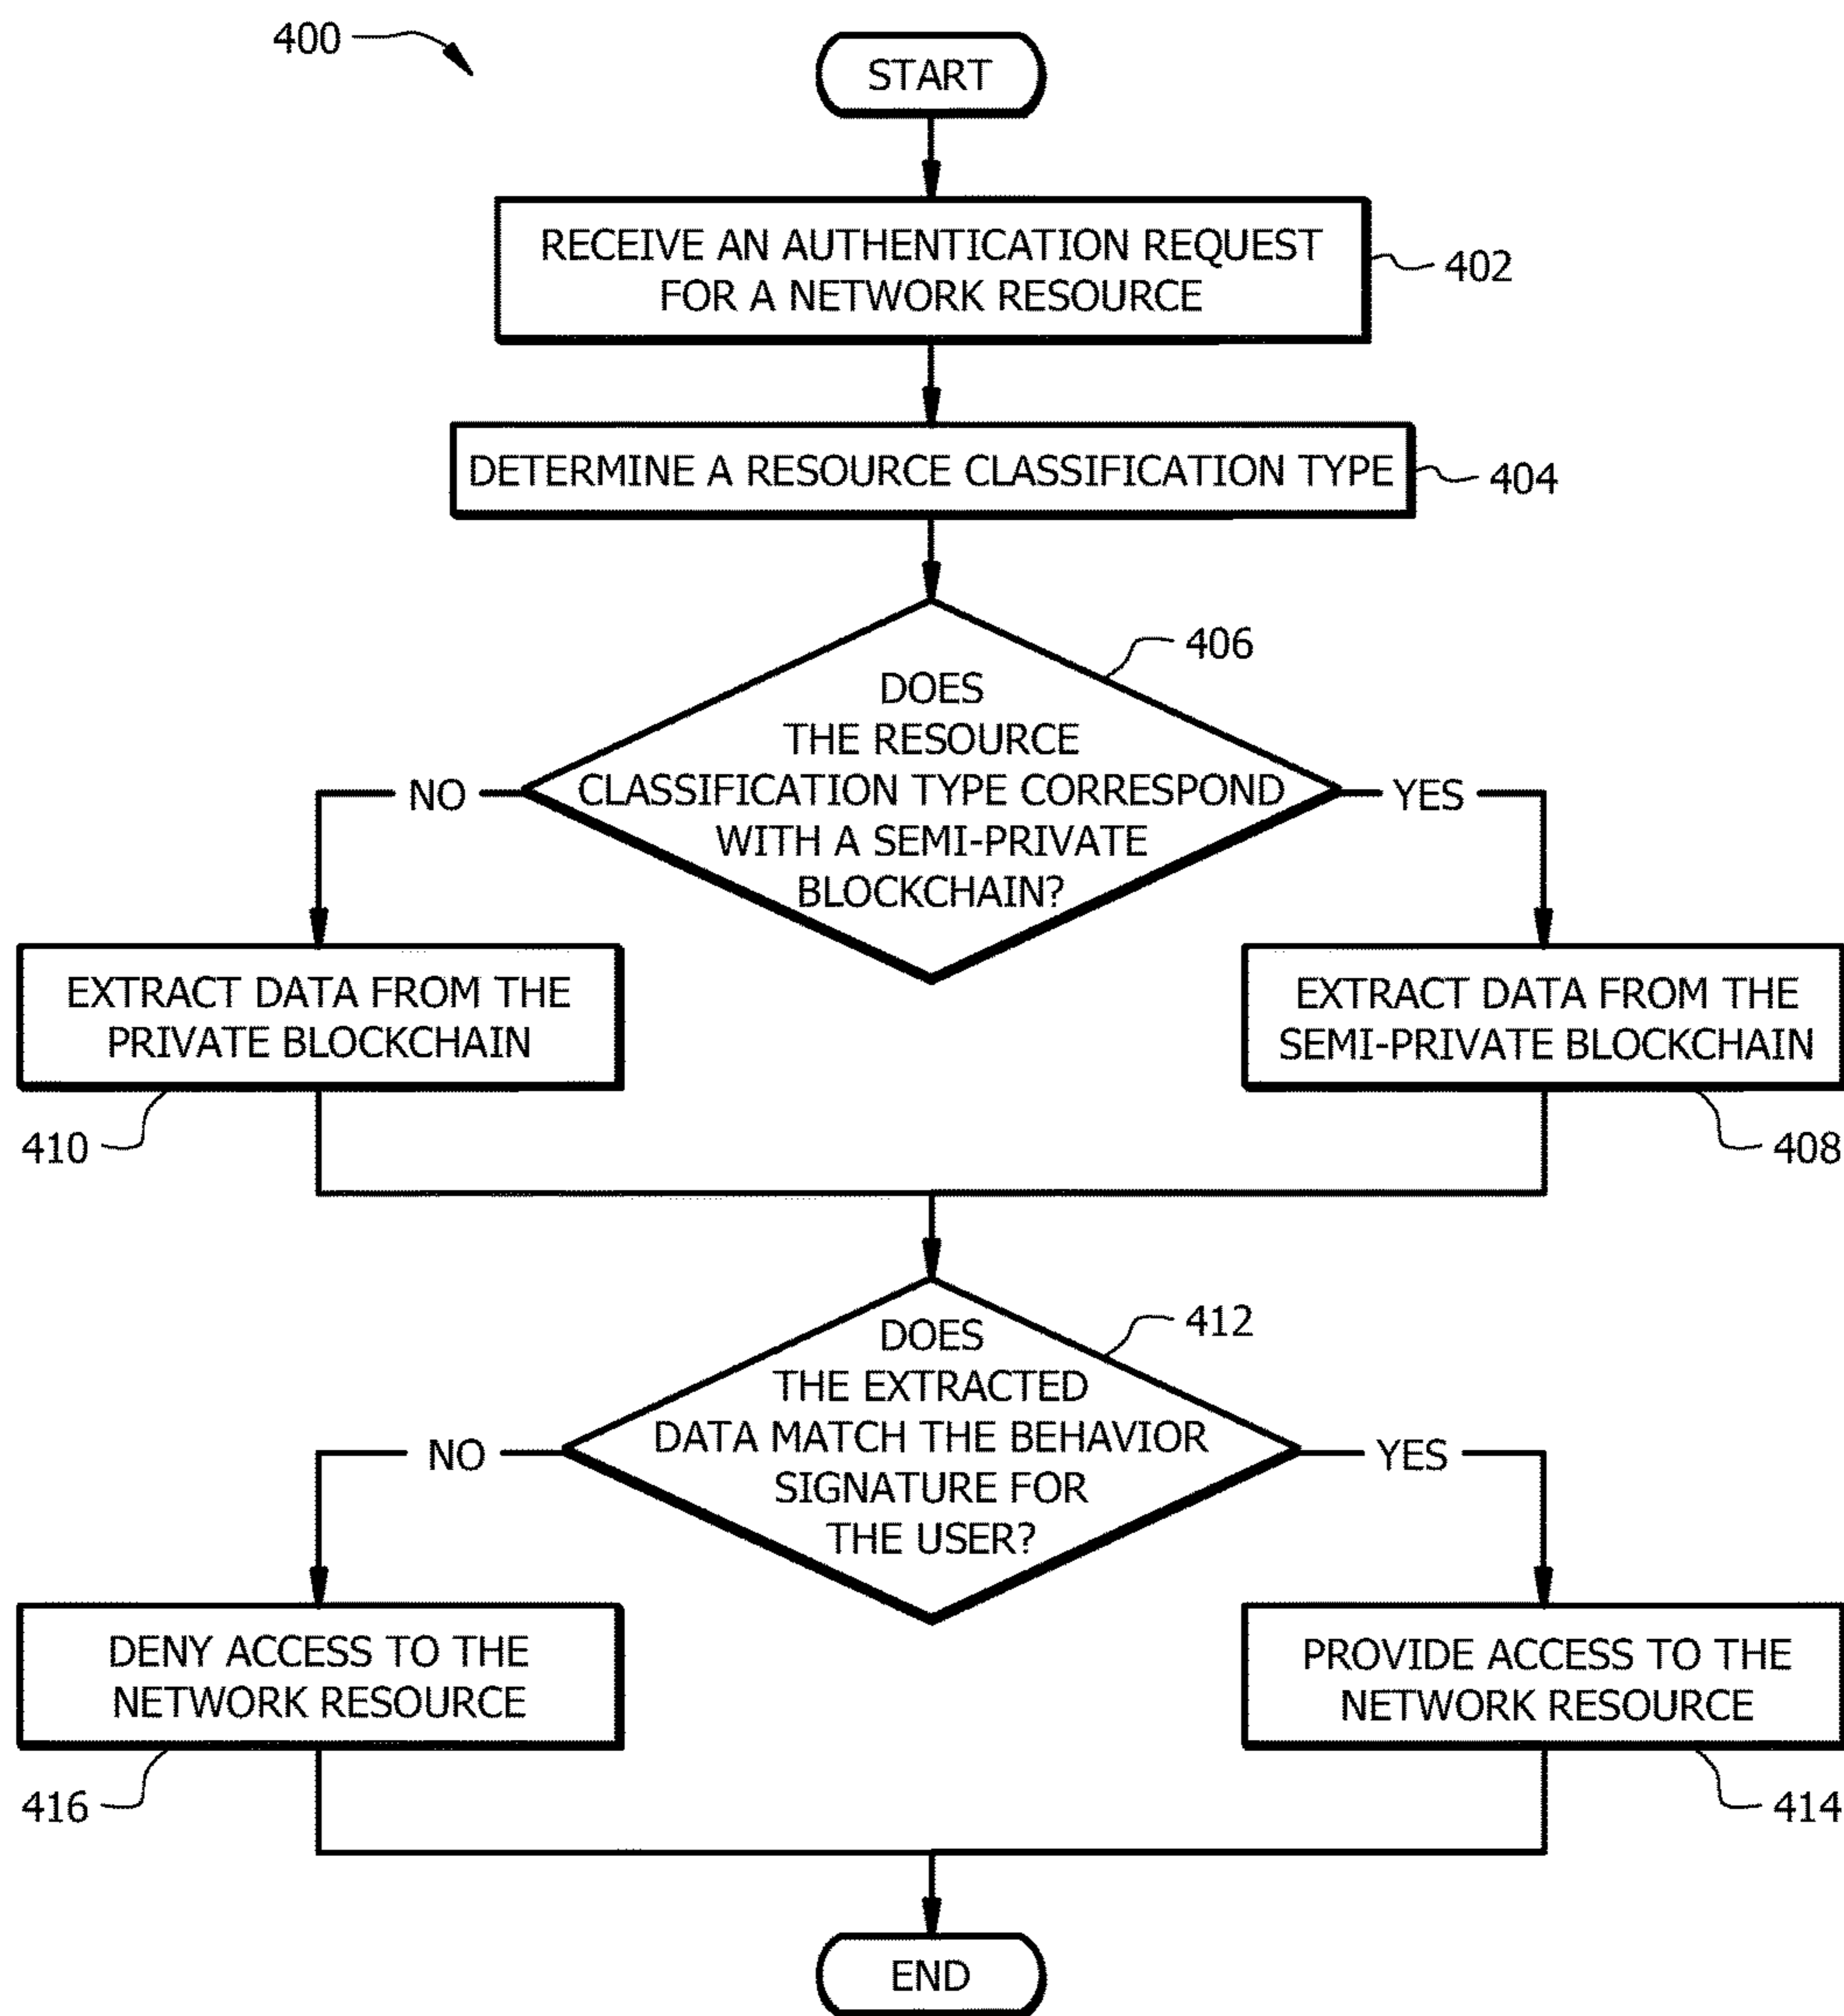 400
START
RECEIVE AN AUTHENTICATION REQUEST
FOR A NETWORK RESOURCE
402
DETERMINE A RESOURCE CLASSIFICATION TYPE
404
406
DOES
THE RESOURCE
CLASSIFICATION TYPE CORRESPOND
WITH A SEMI-PRIVATE
BLOCKCHAIN?
NO
YES
EXTRACT DATA FROM THE
PRIVATE BLOCKCHAIN
410
EXTRACT DATA FROM THE
SEMI-PRIVATE BLOCKCHAIN
408
412
DOES
THE EXTRACTED
DATA MATCH THE BEHAVIOR
SIGNATURE FOR
THE USER?
NO
YES
DENY ACCESS TO THE
NETWORK RESOURCE
416
PROVIDE ACCESS TO THE
NETWORK RESOURCE
414
END